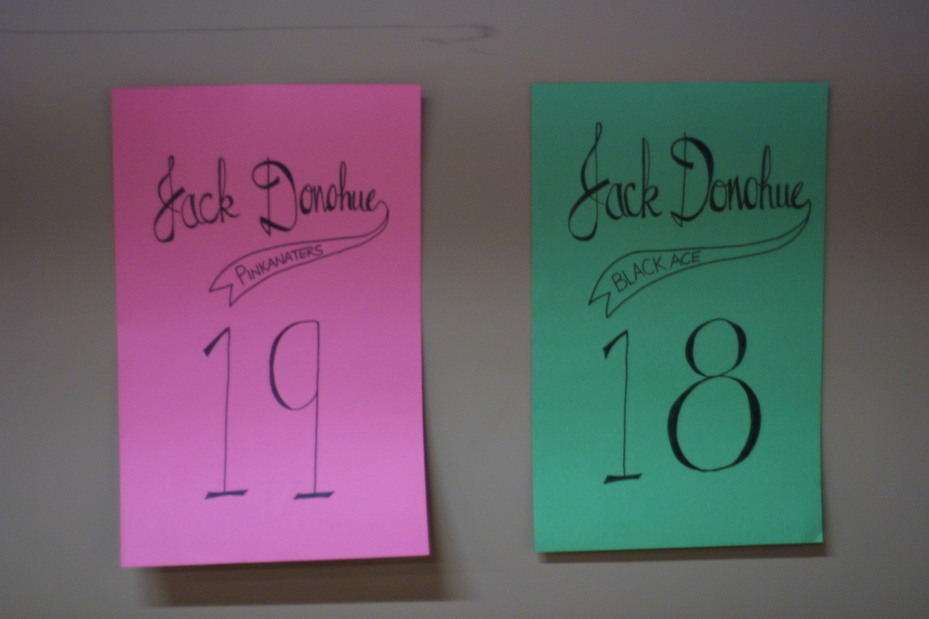 Jack Donohue
PINKANATERS
19
Jack Donohue
BLACK ACE
18